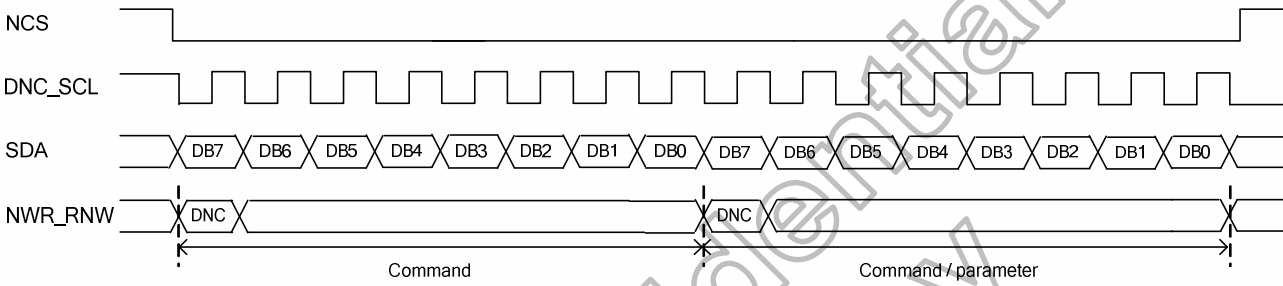 NCS
DNC_SCL
SDA DB7 DB6 DB5 DB4 DB3 DB2 DB1 DB0 DB7 DB6 DB5 DB4 DB3 DB2 DB1 DB0
NWR_RNW DNC DNC
Command Command / parameter